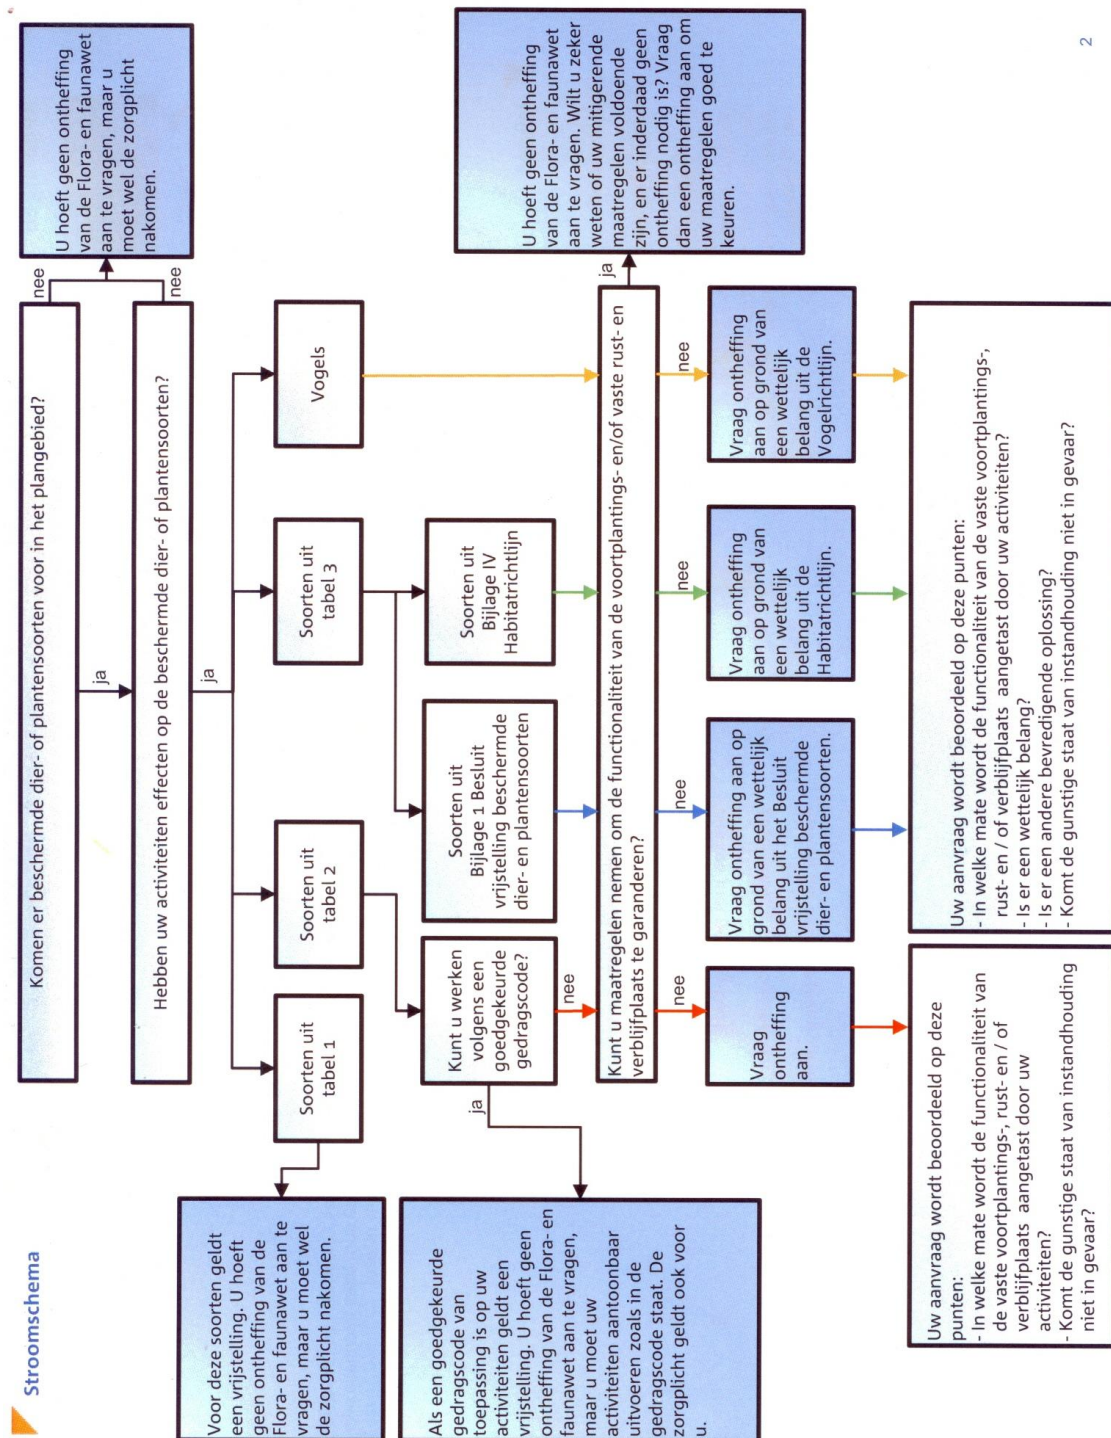 Stroomschema
Komen er beschermde dier- of plantensoorten voor in het plangebied?
nee
U hoeft geen ontheffing
van de Flora- en faunawet
aan te vragen, maar u
moet wel de zorgplicht
nakomen.
ja
Hebben uw activiteiten effecten op de beschermde dier- of plantensoorten?
nee
ja
Soorten uit
tabel 1
Soorten uit
tabel 2
Soorten uit
tabel 3
Vogels
Voor deze soorten geldt
een vrijstelling. U hoeft
geen ontheffing van de
Flora- en faunawet aan te
vragen, maar u moet wel
de zorgplicht nakomen.
Kunt u werken
volgens een
goedgekeurde
gedragscode?
Soorten uit
Bijlage 1 Besluit
vrijstelling beschermde
dier- en plantensoorten
Soorten uit
Bijlage IV
Habitatrichtlijn
ja
nee
Als een goedgekeurde
gedragscode van
toepassing is op uw
activiteiten geldt een
vrijstelling. U hoeft geen
ontheffing van de Flora- en
faunawet aan te vragen,
maar u moet uw
activiteiten aantoonbaar
uitvoeren zoals in de
gedragscode staat. De
zorgplicht geldt ook voor
u.
Kunt u maatregelen nemen om de functionaliteit van de voortplantings- en/of vaste rust- en
verblijfplaats te garanderen?
ja
U hoeft geen ontheffing
van de Flora- en faunawet
aan te vragen. Wilt u zeker
weten of uw mitigerende
maatregelen voldoende
zijn, en er inderdaad geen
ontheffing nodig is? Vraag
dan een ontheffing aan om
uw maatregelen goed te
keuren.
nee
nee
nee
nee
Vraag
ontheffing
aan.
Vraag ontheffing aan op
grond van een wettelijk
belang uit het Besluit
vrijstelling beschermde
dier- en plantensoorten.
Vraag ontheffing
aan op grond van
een wettelijk
belang uit de
Habitatrichtlijn.
Vraag ontheffing
aan op grond van
een wettelijk
belang uit de
Vogelrichtlijn.
Uw aanvraag wordt beoordeeld op deze
punten:
- In welke mate wordt de functionaliteit van
de vaste voortplantings-, rust- en / of
verblijfplaats aangetast door uw
activiteiten?
- Komt de gunstige staat van instandhouding
niet in gevaar?
Uw aanvraag wordt beoordeeld op deze punten:
- In welke mate wordt de functionaliteit van de vaste voortplantings-,
rust- en / of verblijfplaats aangetast door uw activiteiten?
- Is er een wettelijk belang?
- Is er een andere bevredigende oplossing?
- Komt de gunstige staat van instandhouding niet in gevaar?
2